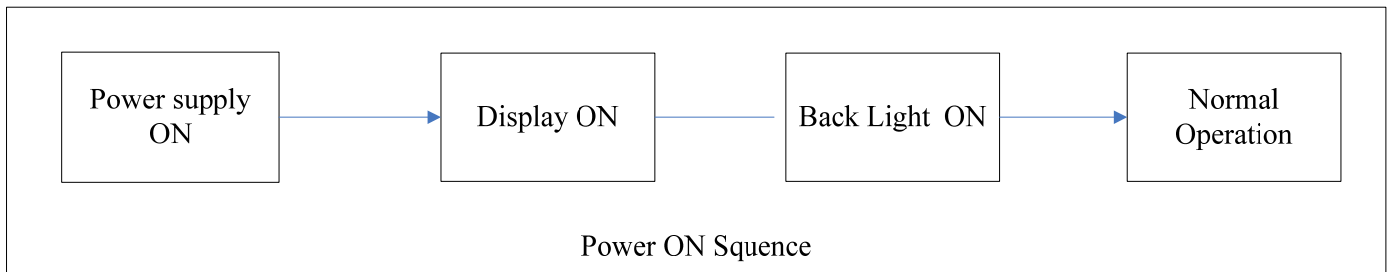 Power supply
ON
Display ON
Back Light ON
Normal
Operation
Power ON Squence